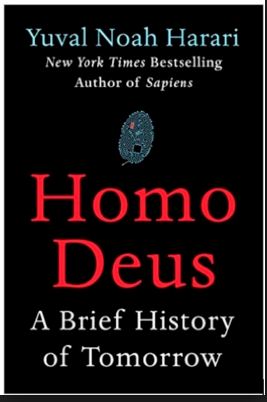 Yuval Noah Harari
New York Times Bestselling
Author of Sapiens
Homo
Deus
A Brief History
of Tomorrow